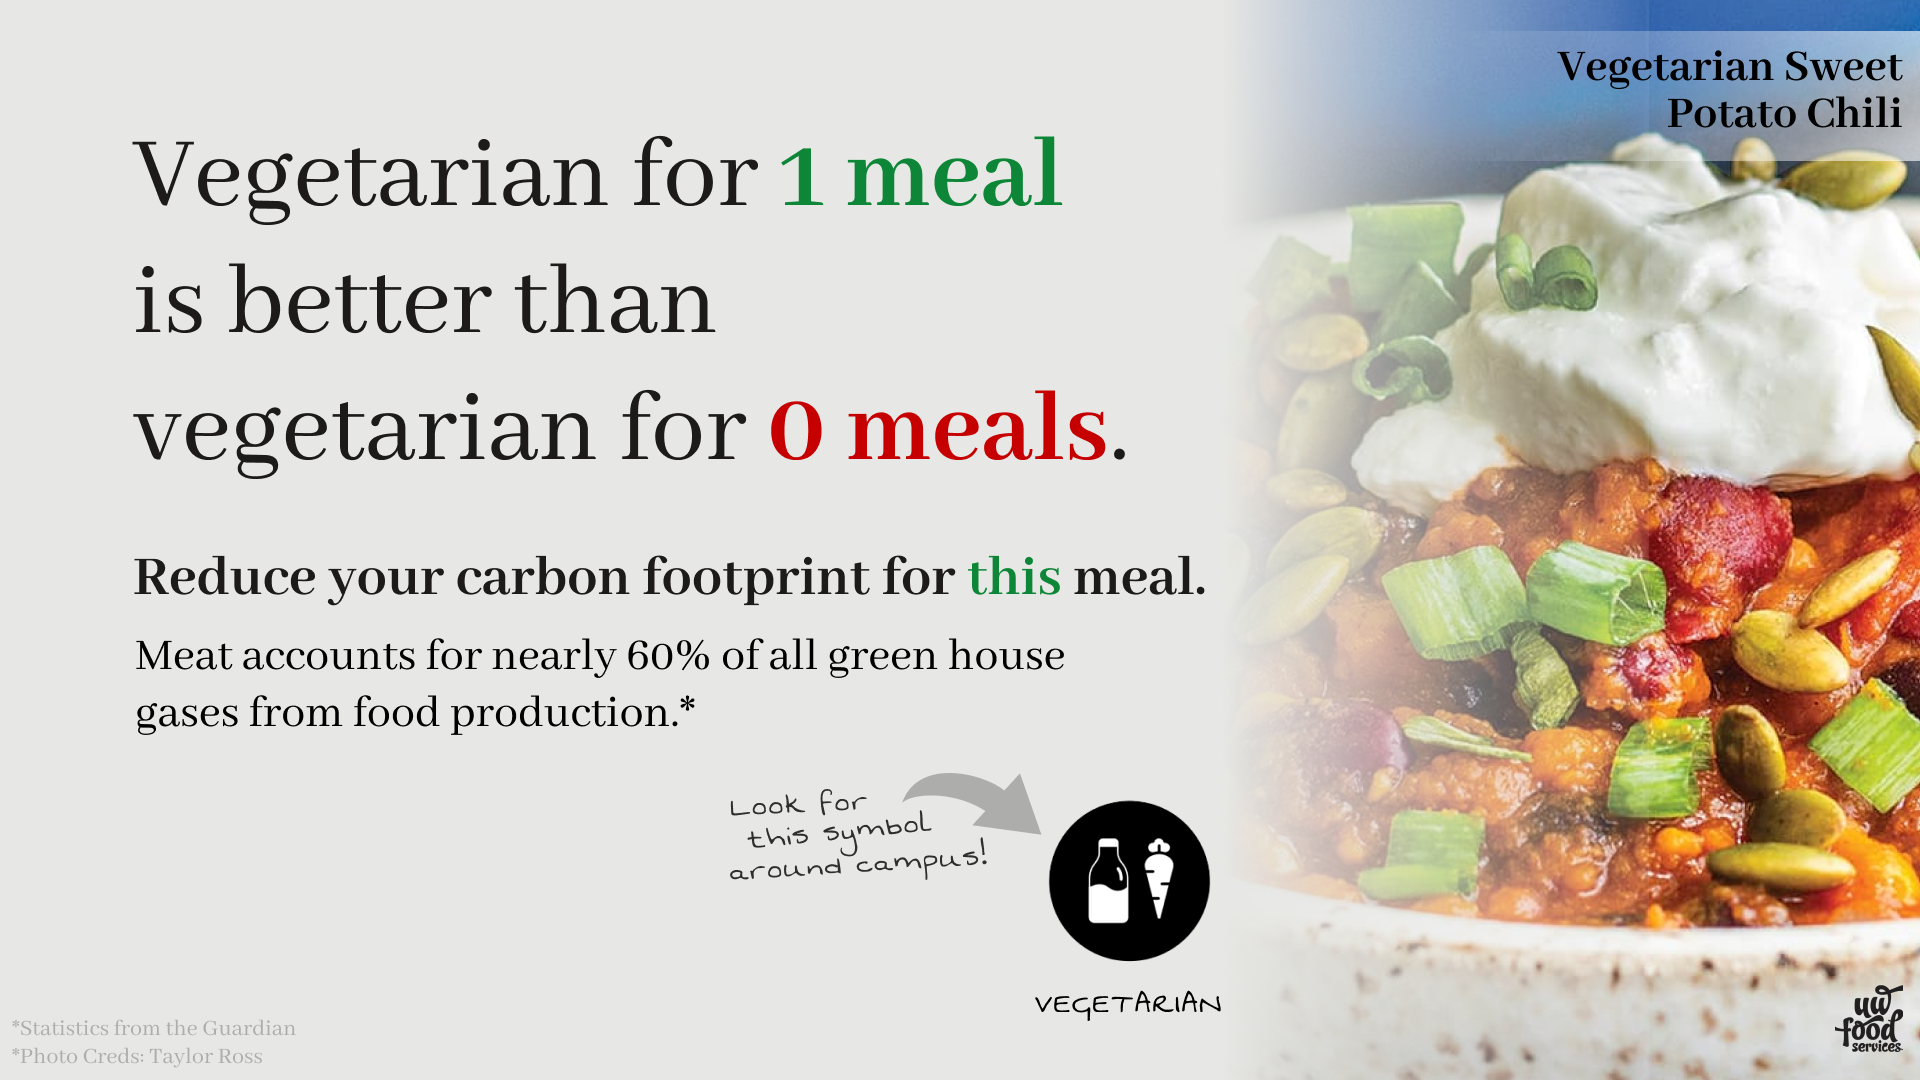 Vegetarian Sweet
Potato Chili
Vegetarian for 1 meal
is better than
vegetarian for 0 meals.
Reduce your carbon footprint for this meal.
Meat accounts for nearly 60% of all green house
gases from food production.*
Look for
this symbol
around campus!
VEGETARIAN
*Statistics from the Guardian
*Photo Creds: Taylor Ross
uw
food
services